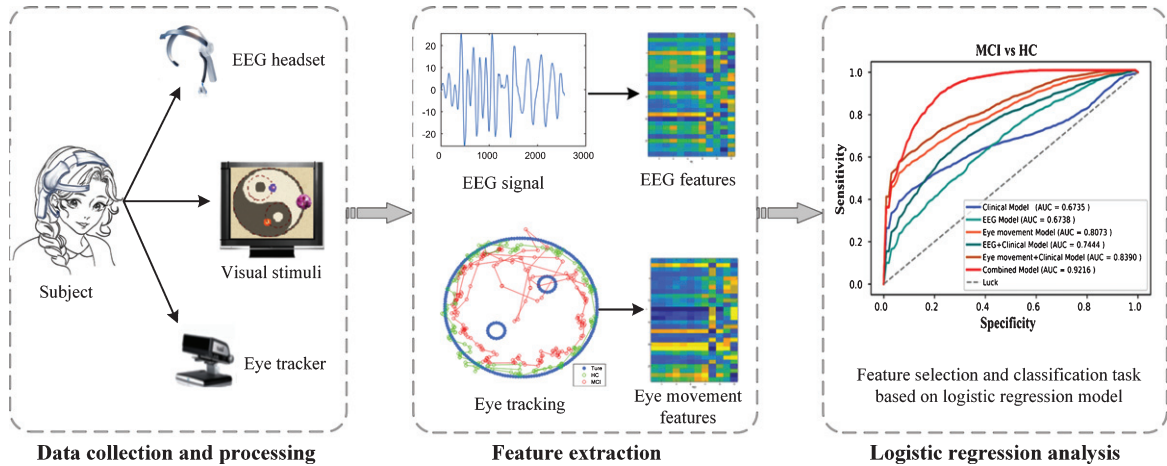 EEG headset
Visual stimuli
Subject
Eye tracker
Data collection and processing
20
10
0
-10
-20
0
1000
2000
3000
EEG signal
EEG features
Ture
HC
MCI
Eye tracking
Eye movement
features
Feature extraction
MCI vs HC
Sensitivity
1.0
0.8
0.6
0.4
0.2
0.0
Clinical Model (AUC = 0.6735 )
EEG Model (AUC = 0.6738 )
Eye movement Model (AUC = 0.8073 )
EEG+Clinical Model (AUC = 0.7444 )
Eye movement+Clinical Model (AUC = 0.8390 )
Combined Model (AUC = 0.9216 )
Luck
0.0
0.2
0.4
0.6
0.8
1.0
Specificity
Feature selection and classification task
based on logistic regression model
Logistic regression analysis